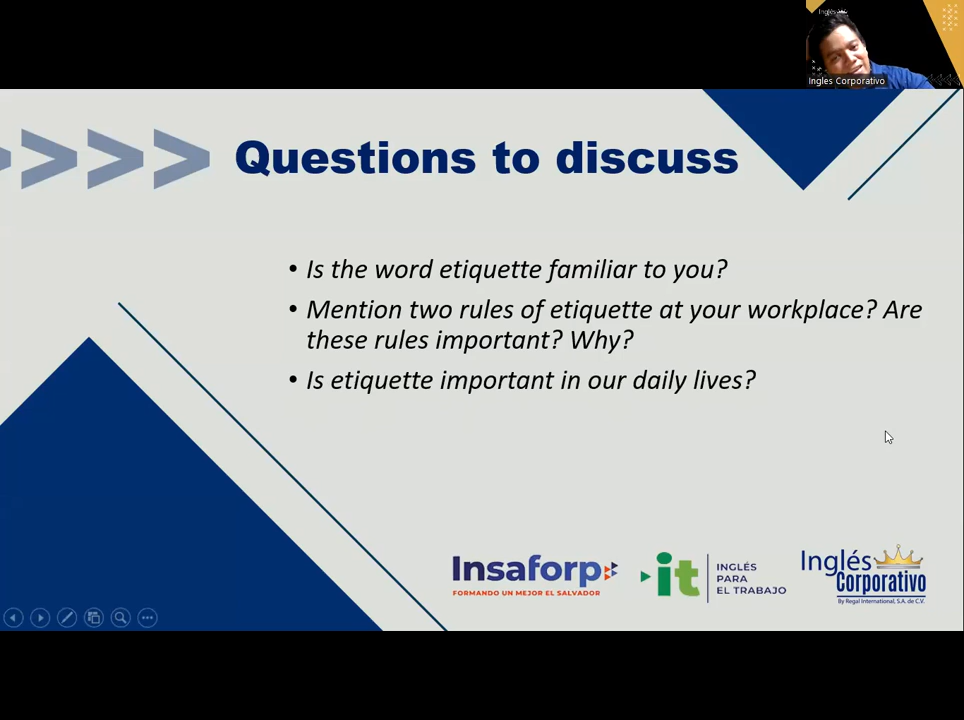 Inglés
Ingles Corporativo
Questions to discuss
• Is the word etiquette familiar to you?
• Mention two rules of etiquette at your workplace? Are
these rules important? Why?
• Is etiquette important in our daily lives?
Insaforp
FORMANDO UN MEJOR EL SALVADOR
it
INGLÉS
PARA
EL TRABAJO
Inglés
Corporativo
By Regal International, S.A. de C.V.